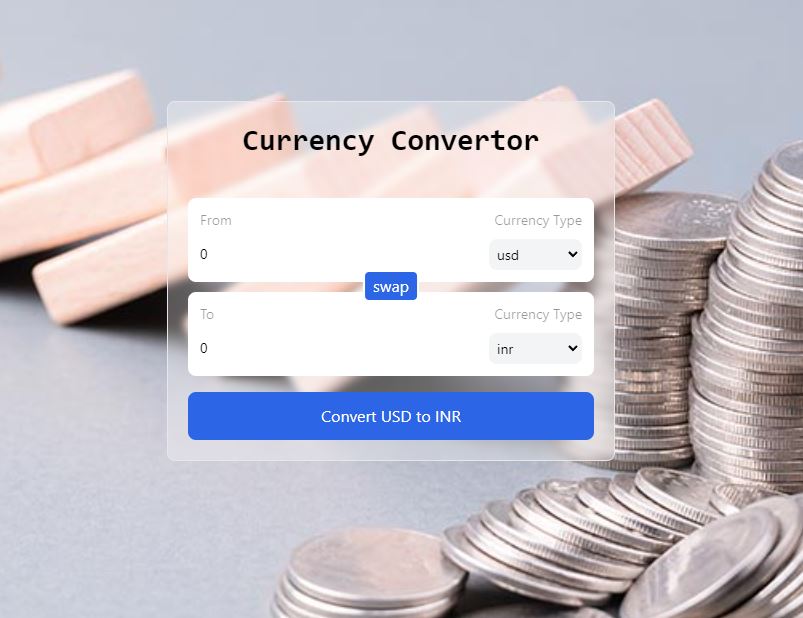 Currency Convertor
From
Currency Type
0
usd
swap
To
Currency Type
0
inr
Convert USD to INR